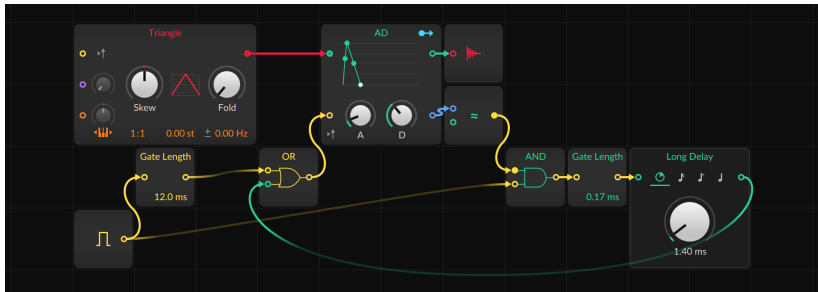 Triangle
AD
Skew
Fold
1:1 0.00 st ± 0.00 Hz
A
D
Gate Length
12.0 ms
OR
AND
Gate Length
0.17 ms
Long Delay
1.40 ms